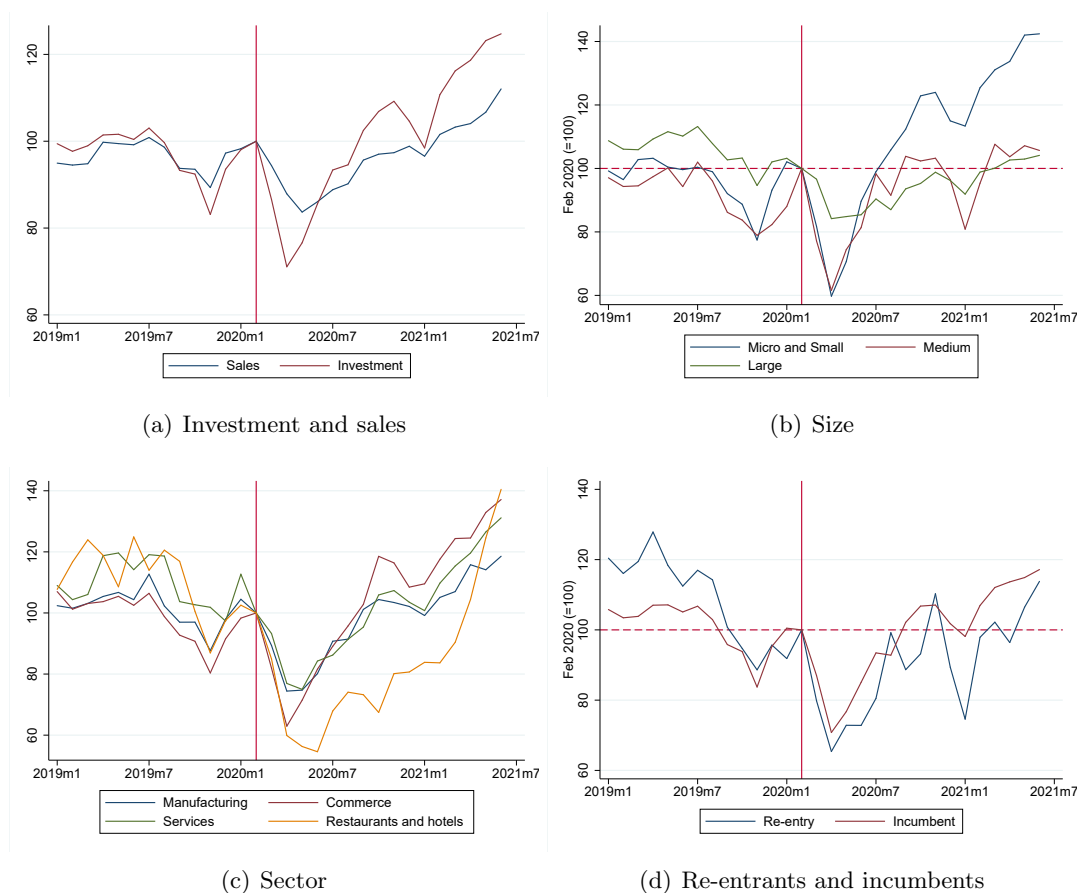 120
100
80
60
2019m1 2019m7 2020m1 2020m7 2021m1 2021m7
Sales Investment
(a) Investment and sales
Feb 2020 (=100)
140
120
100
80
60
2019m1 2019m7 2020m1 2020m7 2021m1 2021m7
Micro and Small Medium
Large
(b) Size
140
120
100
80
60
2019m1 2019m7 2020m1 2020m7 2021m1 2021m7
Manufacturing Commerce
Services Restaurants and hotels
(c) Sector
Feb 2020 (=100)
140
120
100
80
60
2019m1 2019m7 2020m1 2020m7 2021m1 2021m7
Re-entry Incumbent
(d) Re-entrants and incumbents